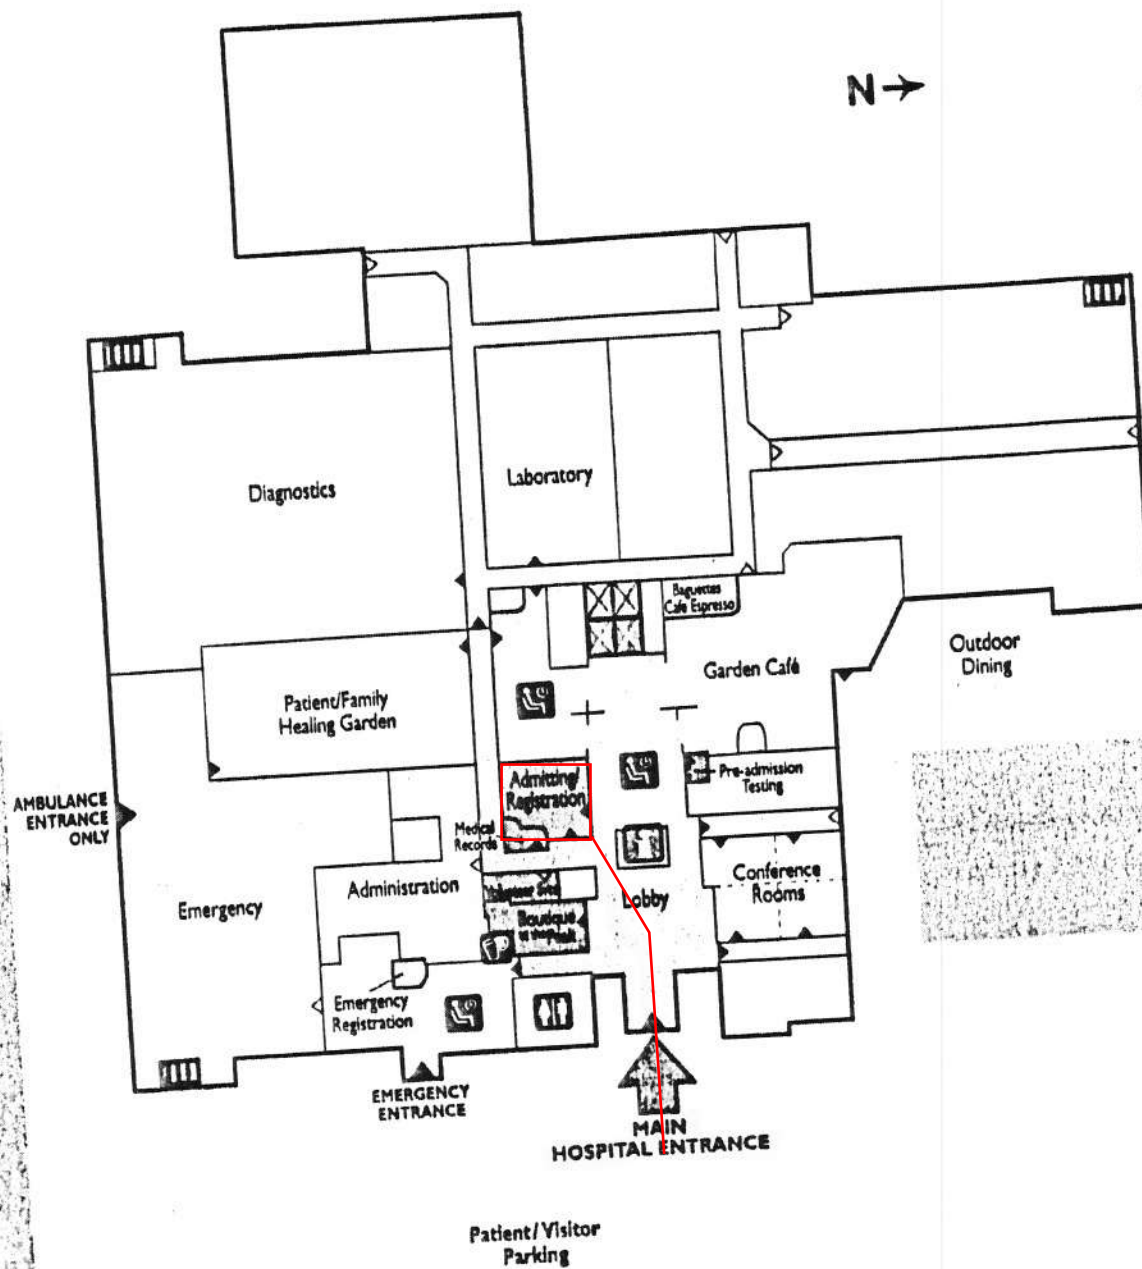 N
Diagnostics
Laboratory
Baguettes
Cafe Espresso
Outdoor
Dining
Garden Café
Patient/Family
Healing Garden
Admitting/
Registration
Pre-admission
Testing
AMBULANCE
ENTRANCE
ONLY
Medical
Records
Conference
Rooms
Administration
Volunteer
Lobby
Emergency
Boutique
Emergency
Registration
EMERGENCY
ENTRANCE
MAIN
HOSPITAL ENTRANCE
Patient/Visitor
Parking